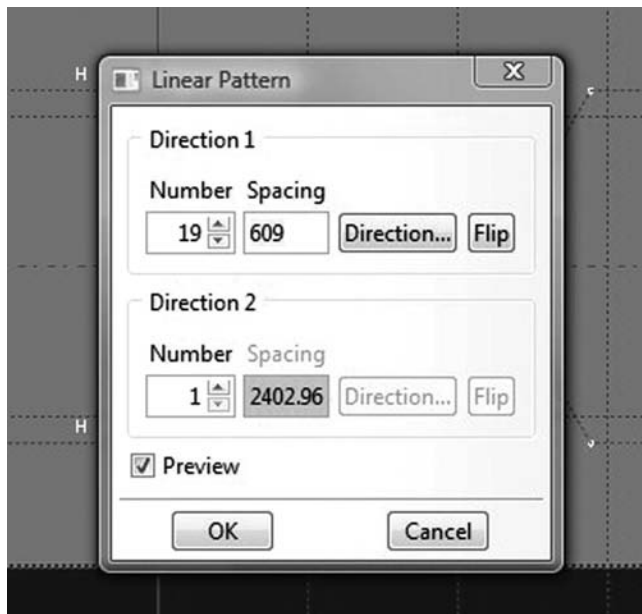 H
Linear Pattern
Direction 1
Number Spacing
19 609 Direction... Flip
Direction 2
Number Spacing
1 2402.96 Direction... Flip
H
Preview
OK Cancel